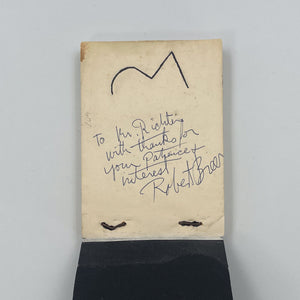 To Mr. Richter
with thanks for
your patience +
interest
Robert Breer